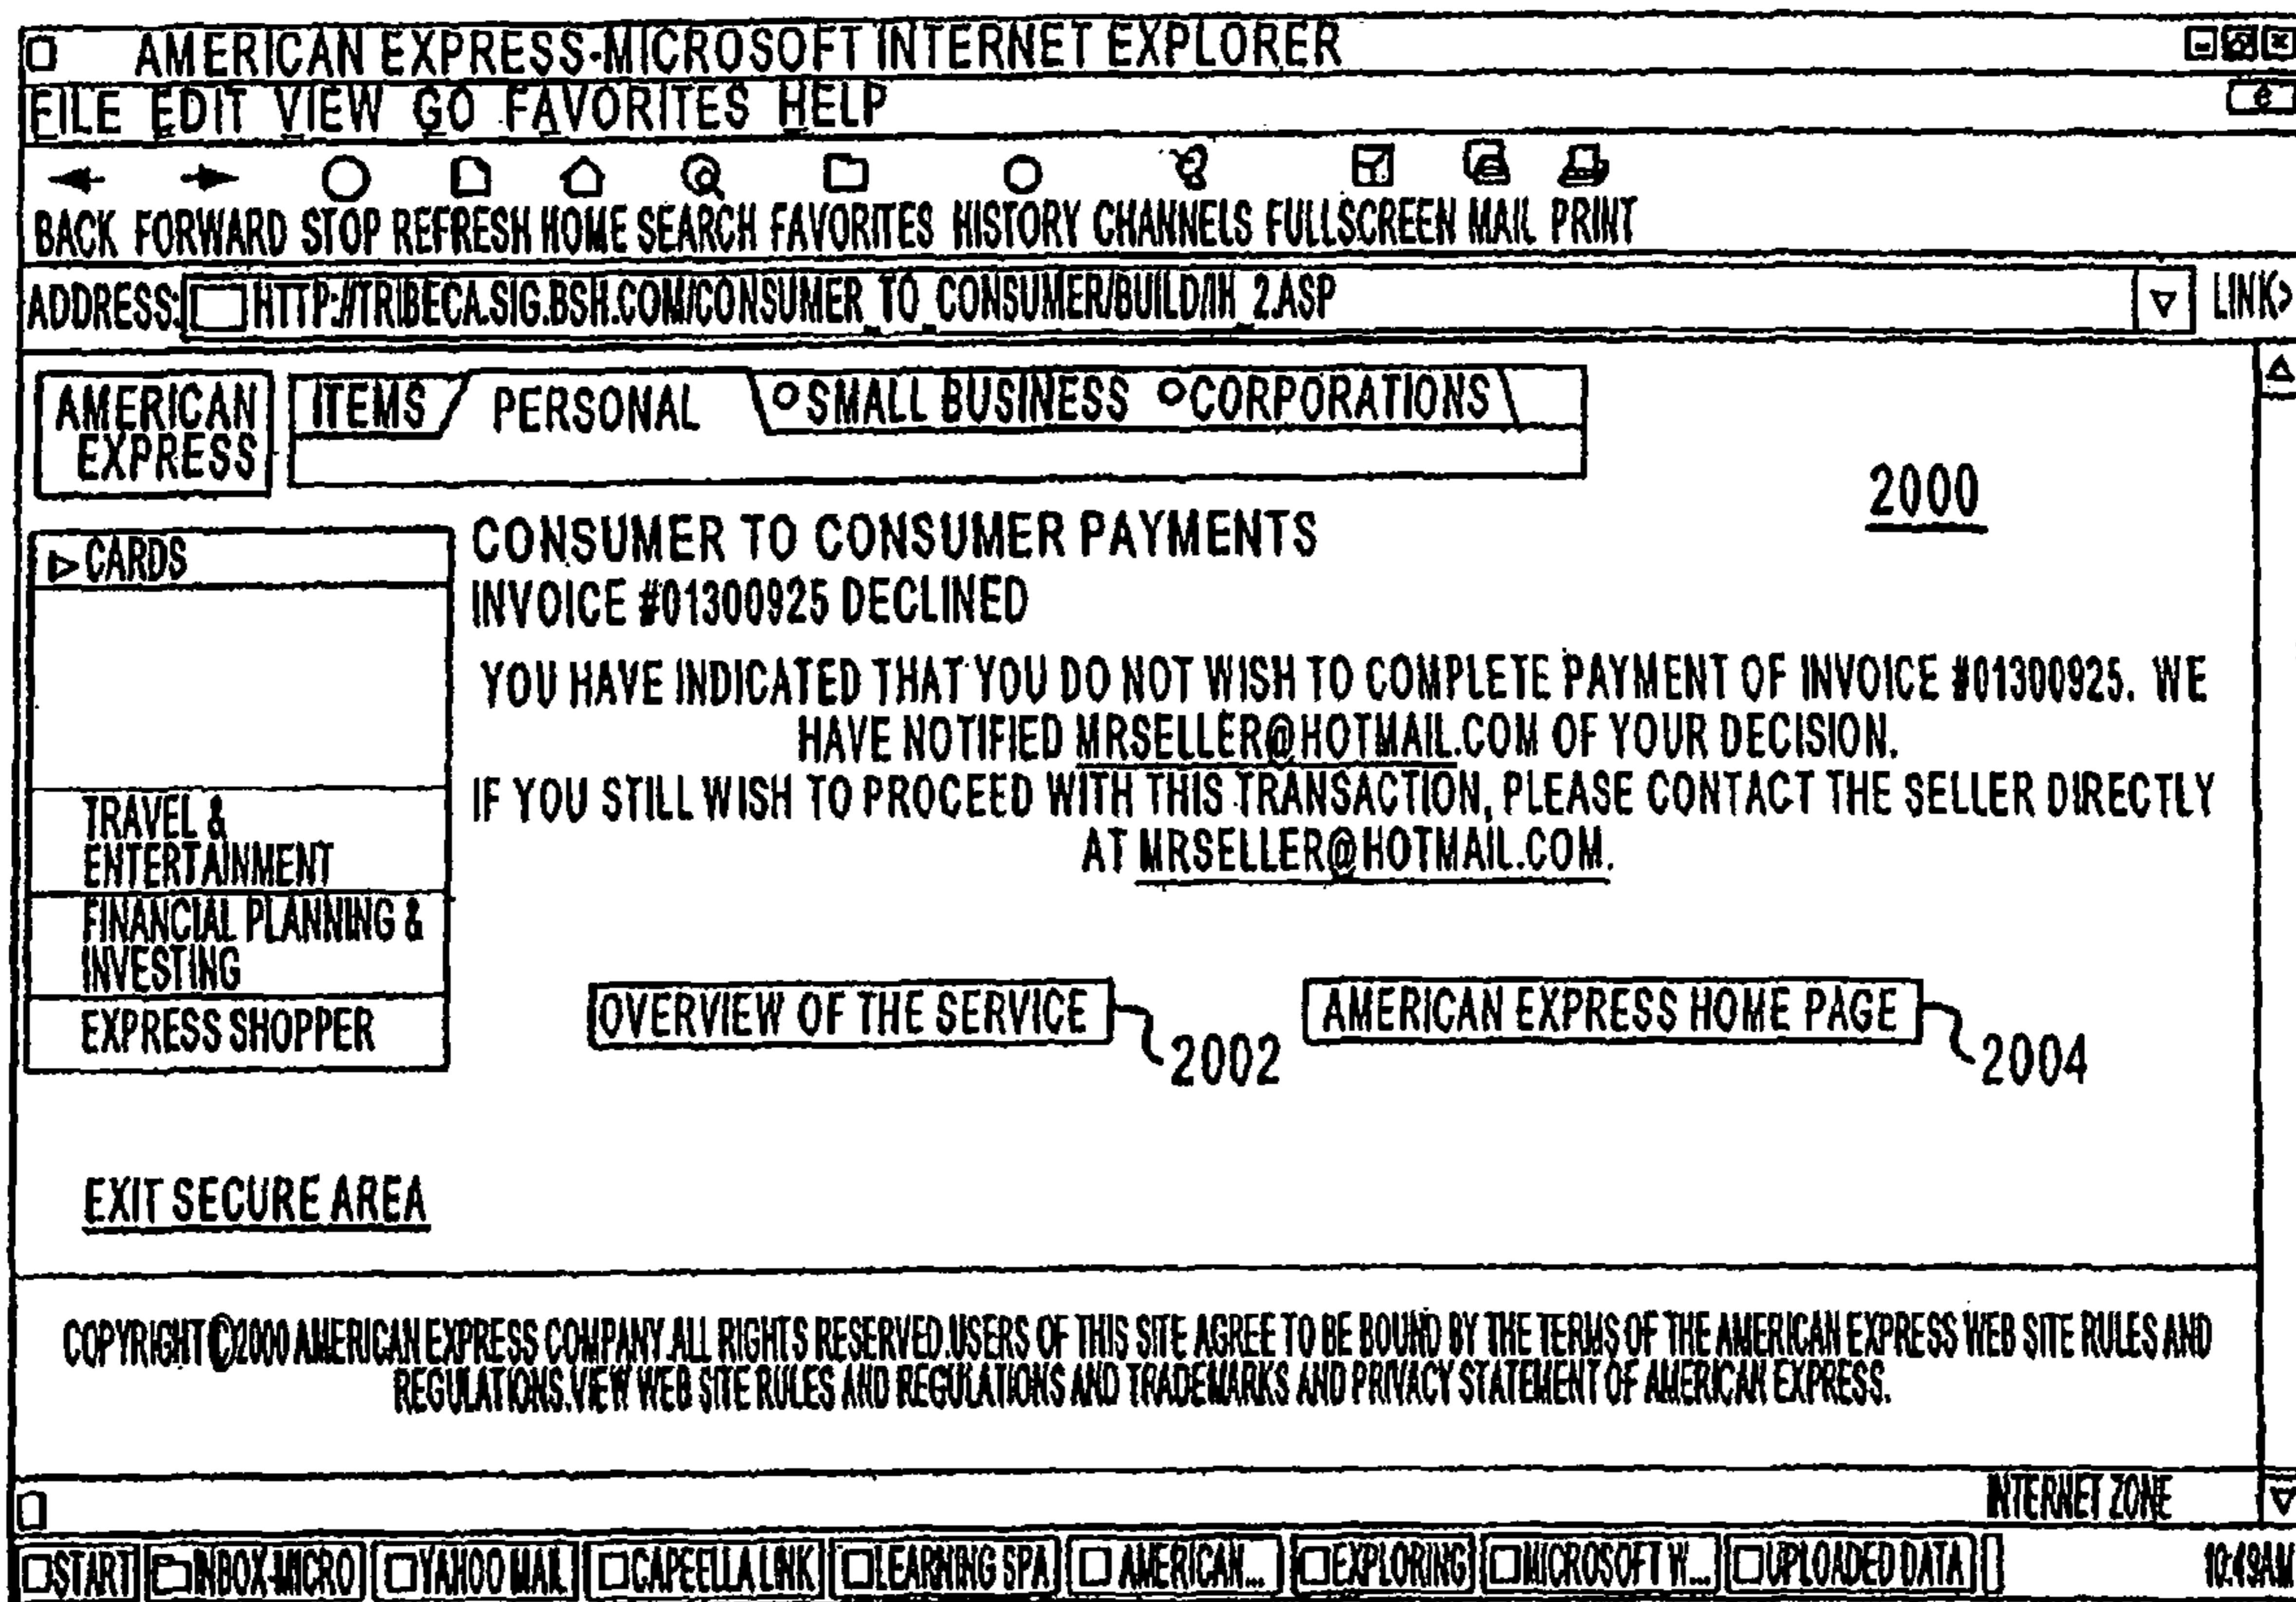 AMERICAN EXPRESS-MICROSOFT INTERNET EXPLORER
FILE EDIT VIEW GO FAVORITES HELP
BACK FORWARD STOP REFRESH HOME SEARCH FAVORITES HISTORY CHANNELS FULLSCREEN MAIL PRINT
ADDRESS: HTTP://TRIBECA.SIG.BSH.COM/CONSUMER_TO_CONSUMER/BUILD/IH_2.ASP LINK>
AMERICAN
EXPRESS
ITEMS PERSONAL SMALL BUSINESS CORPORATIONS
2000
CARDS
TRAVEL &
ENTERTAINMENT
FINANCIAL PLANNING &
INVESTING
EXPRESS SHOPPER
CONSUMER TO CONSUMER PAYMENTS
INVOICE #01300925 DECLINED
YOU HAVE INDICATED THAT YOU DO NOT WISH TO COMPLETE PAYMENT OF INVOICE #01300925. WE
HAVE NOTIFIED MRSELLER@HOTMAIL.COM OF YOUR DECISION.
IF YOU STILL WISH TO PROCEED WITH THIS TRANSACTION, PLEASE CONTACT THE SELLER DIRECTLY
AT MRSELLER@HOTMAIL.COM.
OVERVIEW OF THE SERVICE 2002 AMERICAN EXPRESS HOME PAGE 2004
EXIT SECURE AREA
COPYRIGHT ©2000 AMERICAN EXPRESS COMPANY.ALL RIGHTS RESERVED.USERS OF THIS SITE AGREE TO BE BOUND BY THE TERMS OF THE AMERICAN EXPRESS WEB SITE RULES AND
REGULATIONS.VIEW WEB SITE RULES AND REGULATIONS AND TRADEMARKS AND PRIVACY STATEMENT OF AMERICAN EXPRESS.
INTERNET ZONE
START INBOX-MICRO YAHOO MAIL CAPEELLA LINK LEARNING SPA AMERICAN... EXPLORING MICROSOFT W... UPLOADED DATA 10:49AM